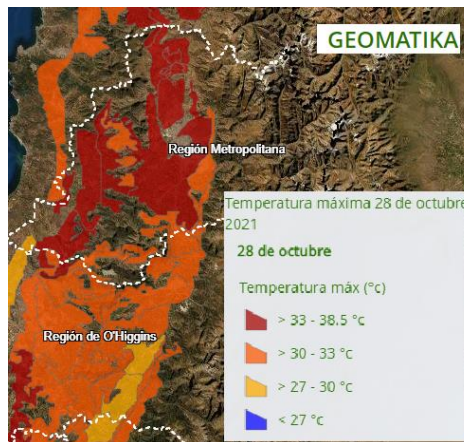 GEOMATIKA
Región Metropolitana
Temperatura máxima 28 de octubre
2021
28 de octubre
Temperatura máx (°c)
> 33 - 38.5 °c
Región de O'Higgins
> 30 - 33 °c
> 27 - 30 °c
< 27 °c